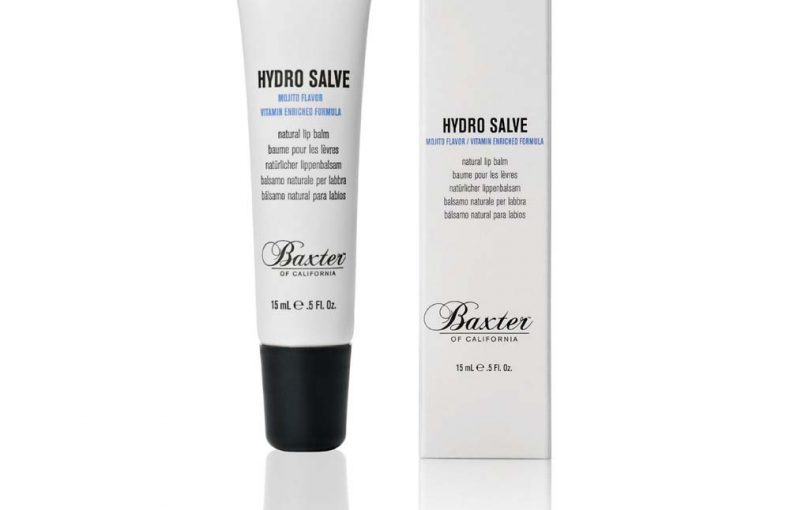 HYDRO SALVE
MOJITO FLAVOR
VITAMIN ENRICHED FORMULA
natural lip balm
baume pour les lèvres
natürlicher lippenbalsam
balsamo naturale per labbra
bálsamo natural para labios
Baxter
OF CALIFORNIA
15 mL ℮ .5 Fl. Oz.
HYDRO SALVE
MOJITO FLAVOR / VITAMIN ENRICHED FORMULA
natural lip balm
baume pour les lèvres
natürlicher lippenbalsam
balsamo naturale per labbra
bálsamo natural para labios
Baxter
OF CALIFORNIA
15 mL ℮ .5 Fl. Oz.